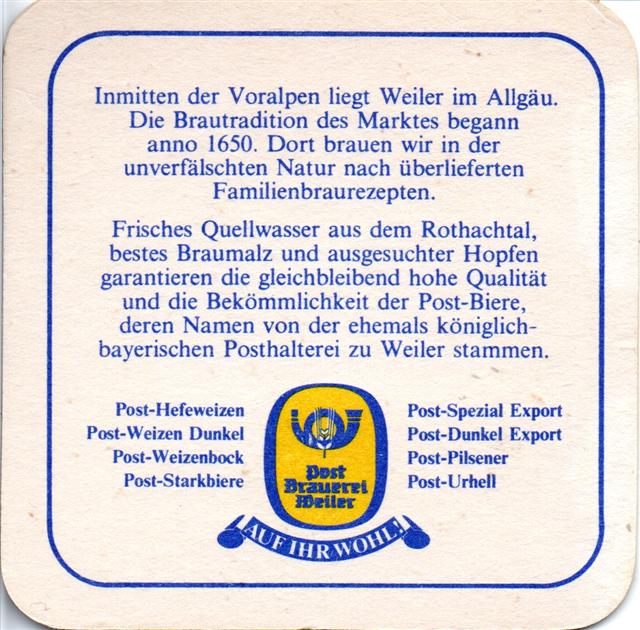 Inmitten der Voralpen liegt Weiler im Allgäu.
Die Brautradition des Marktes begann
anno 1650. Dort brauen wir in der
unverfälschten Natur nach überlieferten
Familienbraurezepten.
Frisches Quellwasser aus dem Rothachtal,
bestes Braumalz und ausgesuchter Hopfen
garantieren die gleichbleibend hohe Qualität
und die Bekömmlichkeit der Post-Biere,
deren Namen von der ehemals königlich-
bayerischen Posthalterei zu Weiler stammen.
Post-Hefeweizen
Post-Weizen Dunkel
Post-Weizenbock
Post-Starkbiere
Post
Brauerei
Weiler
AUF IHR WOHL!
Post-Spezial Export
Post-Dunkel Export
Post-Pilsener
Post-Urhell